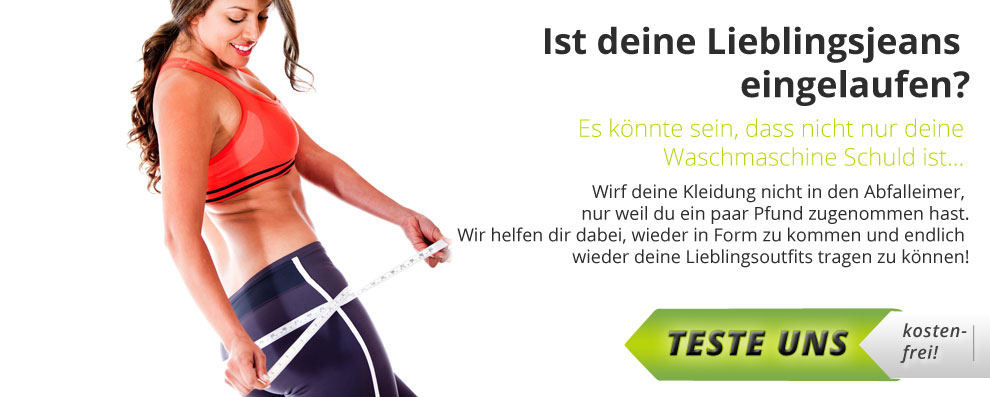 Ist deine Lieblingsjeans
eingelaufen?
Es könnte sein, dass nicht nur deine
Waschmaschine Schuld ist...
Wirf deine Kleidung nicht in den Abfalleimer,
nur weil du ein paar Pfund zugenommen hast.
Wir helfen dir dabei, wieder in Form zu kommen und endlich
wieder deine Lieblingsoutfits tragen zu können!
TESTE UNS
kosten-
frei!